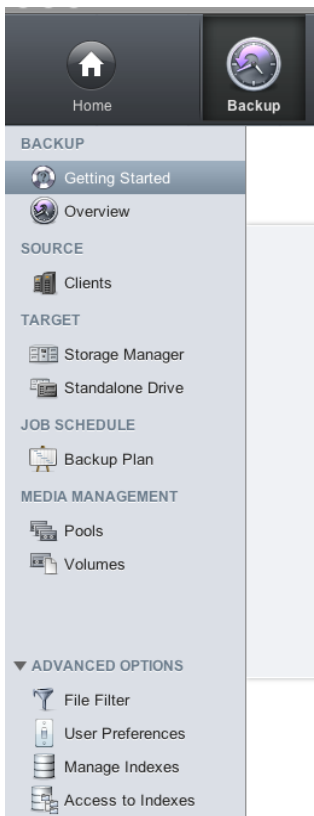 Home
Backup
BACKUP
Getting Started
Overview
SOURCE
Clients
TARGET
Storage Manager
Standalone Drive
JOB SCHEDULE
Backup Plan
MEDIA MANAGEMENT
Pools
Volumes
ADVANCED OPTIONS
File Filter
User Preferences
Manage Indexes
Access to Indexes